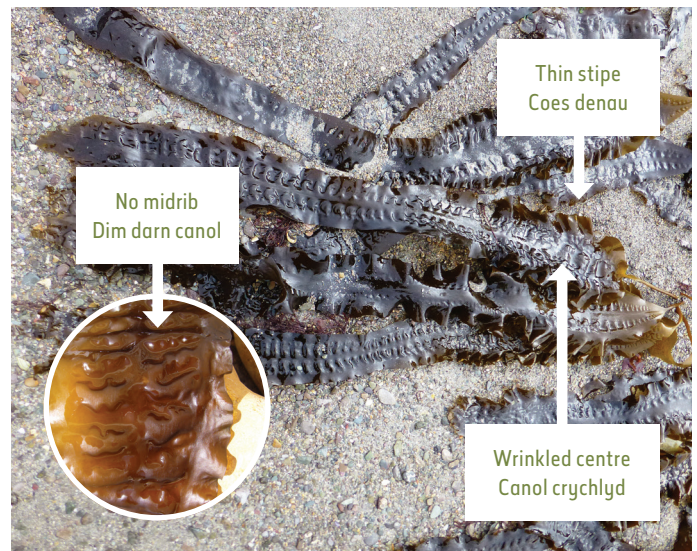 Thin stipe
Coes denau
No midrib
Dim darn canol
Wrinkled centre
Canol crychlyd